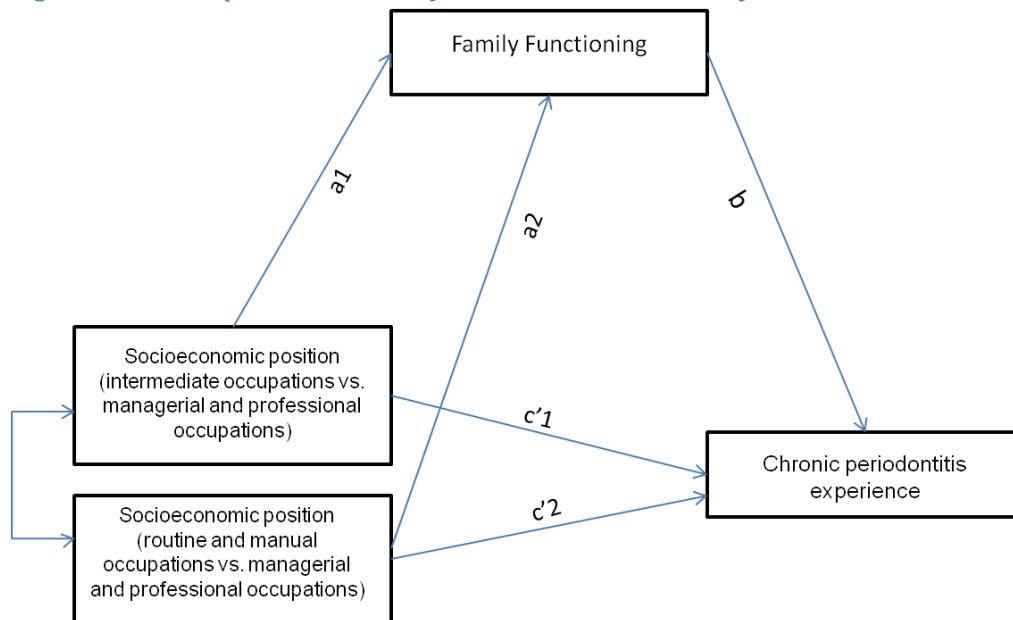 Family Functioning
a1
a2
b
Socioeconomic position
(intermediate occupations vs.
managerial and professional
occupations)
c'1
Chronic periodontitis
experience
c'2
Socioeconomic position
(routine and manual
occupations vs. managerial
and professional occupations)